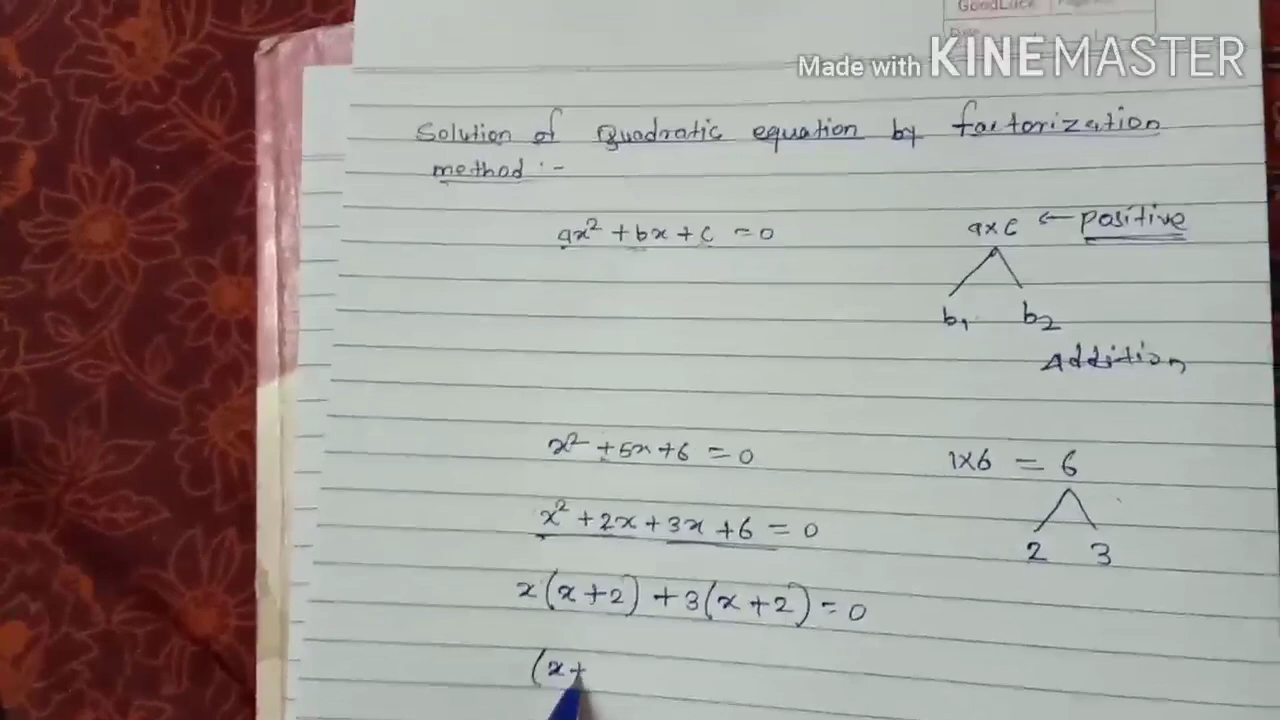 GoodLuck
Made with KINEMASTER
Solution of Quadratic equation by factorization
method :-
ax² + bx + c = 0
a×c ← positive
b₁ b₂
Addition
x² + 5x + 6 = 0
1×6 = 6
x² + 2x + 3x + 6 = 0
2 3
x(x+2) + 3(x+2) = 0
(x+